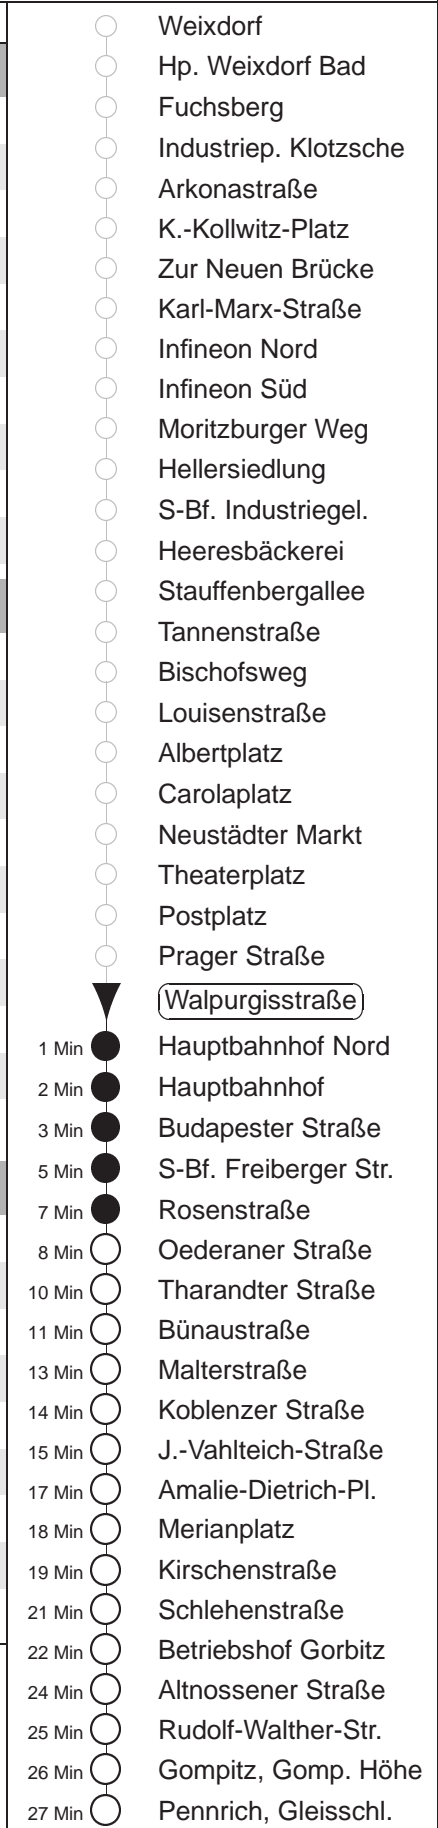 Weixdorf
Hp. Weixdorf Bad
Fuchsberg
Industriep. Klotzsche
Arkonastraße
K.-Kollwitz-Platz
Zur Neuen Brücke
Karl-Marx-Straße
Infineon Nord
Infineon Süd
Moritzburger Weg
Hellersiedlung
S-Bf. Industriegel.
Heeresbäckerei
Stauffenbergallee
Tannenstraße
Bischofsweg
Louisenstraße
Albertplatz
Carolaplatz
Neustädter Markt
Theaterplatz
Postplatz
Prager Straße
Walpurgisstraße
1 Min Hauptbahnhof Nord
2 Min Hauptbahnhof
3 Min Budapester Straße
5 Min S-Bf. Freiberger Str.
7 Min Rosenstraße
8 Min Oederaner Straße
10 Min Tharandter Straße
11 Min Bünaustraße
13 Min Malterstraße
14 Min Koblenzer Straße
15 Min J.-Vahlteich-Straße
17 Min Amalie-Dietrich-Pl.
18 Min Merianplatz
19 Min Kirschenstraße
21 Min Schlehenstraße
22 Min Betriebshof Gorbitz
24 Min Altnossener Straße
25 Min Rudolf-Walther-Str.
26 Min Gompitz, Gomp. Höhe
27 Min Pennrich, Gleisschl.